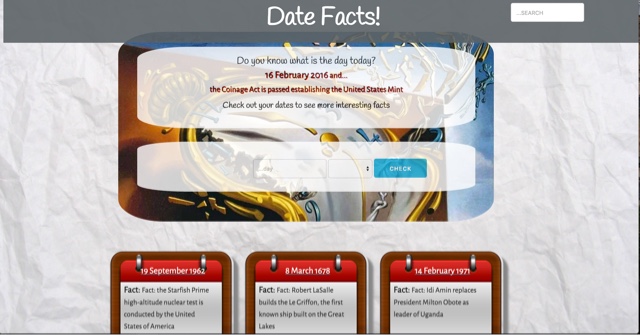 Date Facts!
...SEARCH
Do you know what is the day today?
16 February 2016 and...
the Coinage Act is passed establishing the United States Mint
Check out your dates to see more interesting facts
...day
CHECK
19 September 1962
Fact: the Starfish Prime
high-altitude nuclear test is
conducted by the United
States of America
8 March 1678
Fact: Robert LaSalle
builds the Le Griffon, the first
known ship built on the Great
Lakes
14 February 1971
Fact: Idi Amin replaces
President Milton Obote as
leader of Uganda